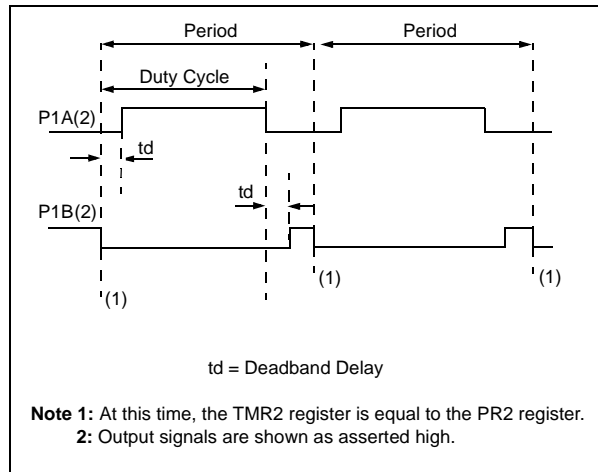 Period Period
Duty Cycle
P1A(2)
td
td
P1B(2)
(1) (1) (1)
td = Deadband Delay
Note 1: At this time, the TMR2 register is equal to the PR2 register.
2: Output signals are shown as asserted high.